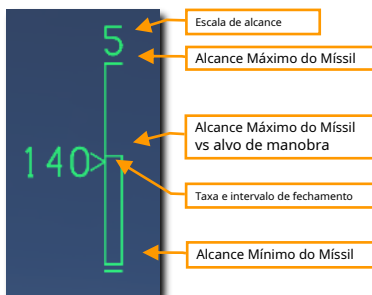 5
Escala de alcance
Alcance Máximo do Míssil
Alcance Máximo do Míssil
vs alvo de manobra
140>
Taxa e intervalo de fechamento
Alcance Mínimo do Míssil